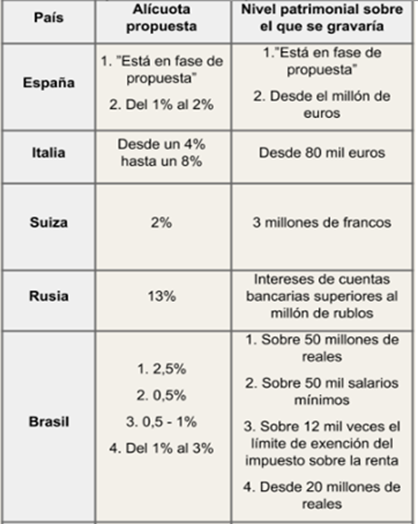 País
Alícuota
propuesta
Nivel patrimonial sobre
el que se gravaría
España
1. "Está en fase de
propuesta"
2. Del 1% al 2%
1."Está en fase de
propuesta"
2. Desde el millón de
euros
Italia
Desde un 4%
hasta un 8%
Desde 80 mil euros
Suiza
2%
3 millones de francos
Rusia
13%
Intereses de cuentas
bancarias superiores al
millón de rublos
Brasil
1. 2,5%
2. 0,5%
3. 0,5 - 1%
4. Del 1% al 3%
1. Sobre 50 millones de
reales
2. Sobre 50 mil salarios
mínimos
3. Sobre 12 mil veces el
límite de exención del
impuesto sobre la renta
4. Desde 20 millones de
reales